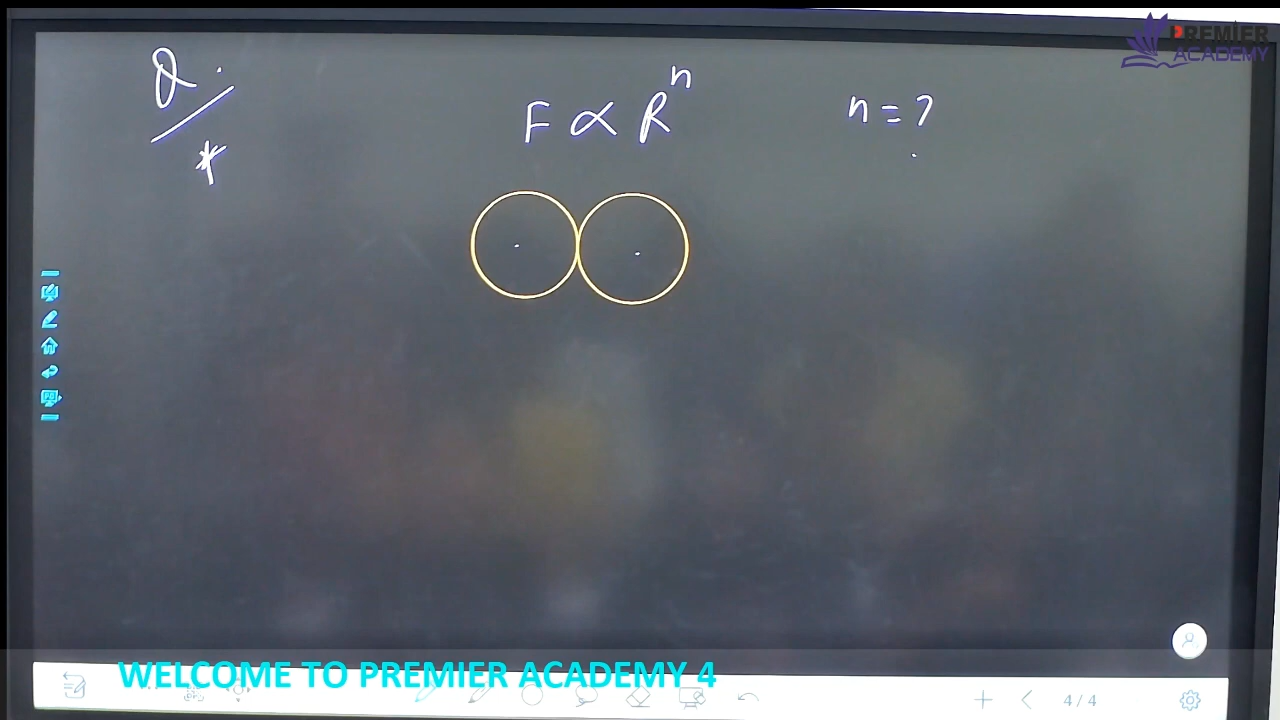 Q.
*
F ∝ R^n
n = ?
PREMIER
ACADEMY
WELCOME TO PREMIER ACADEMY 4
4/4